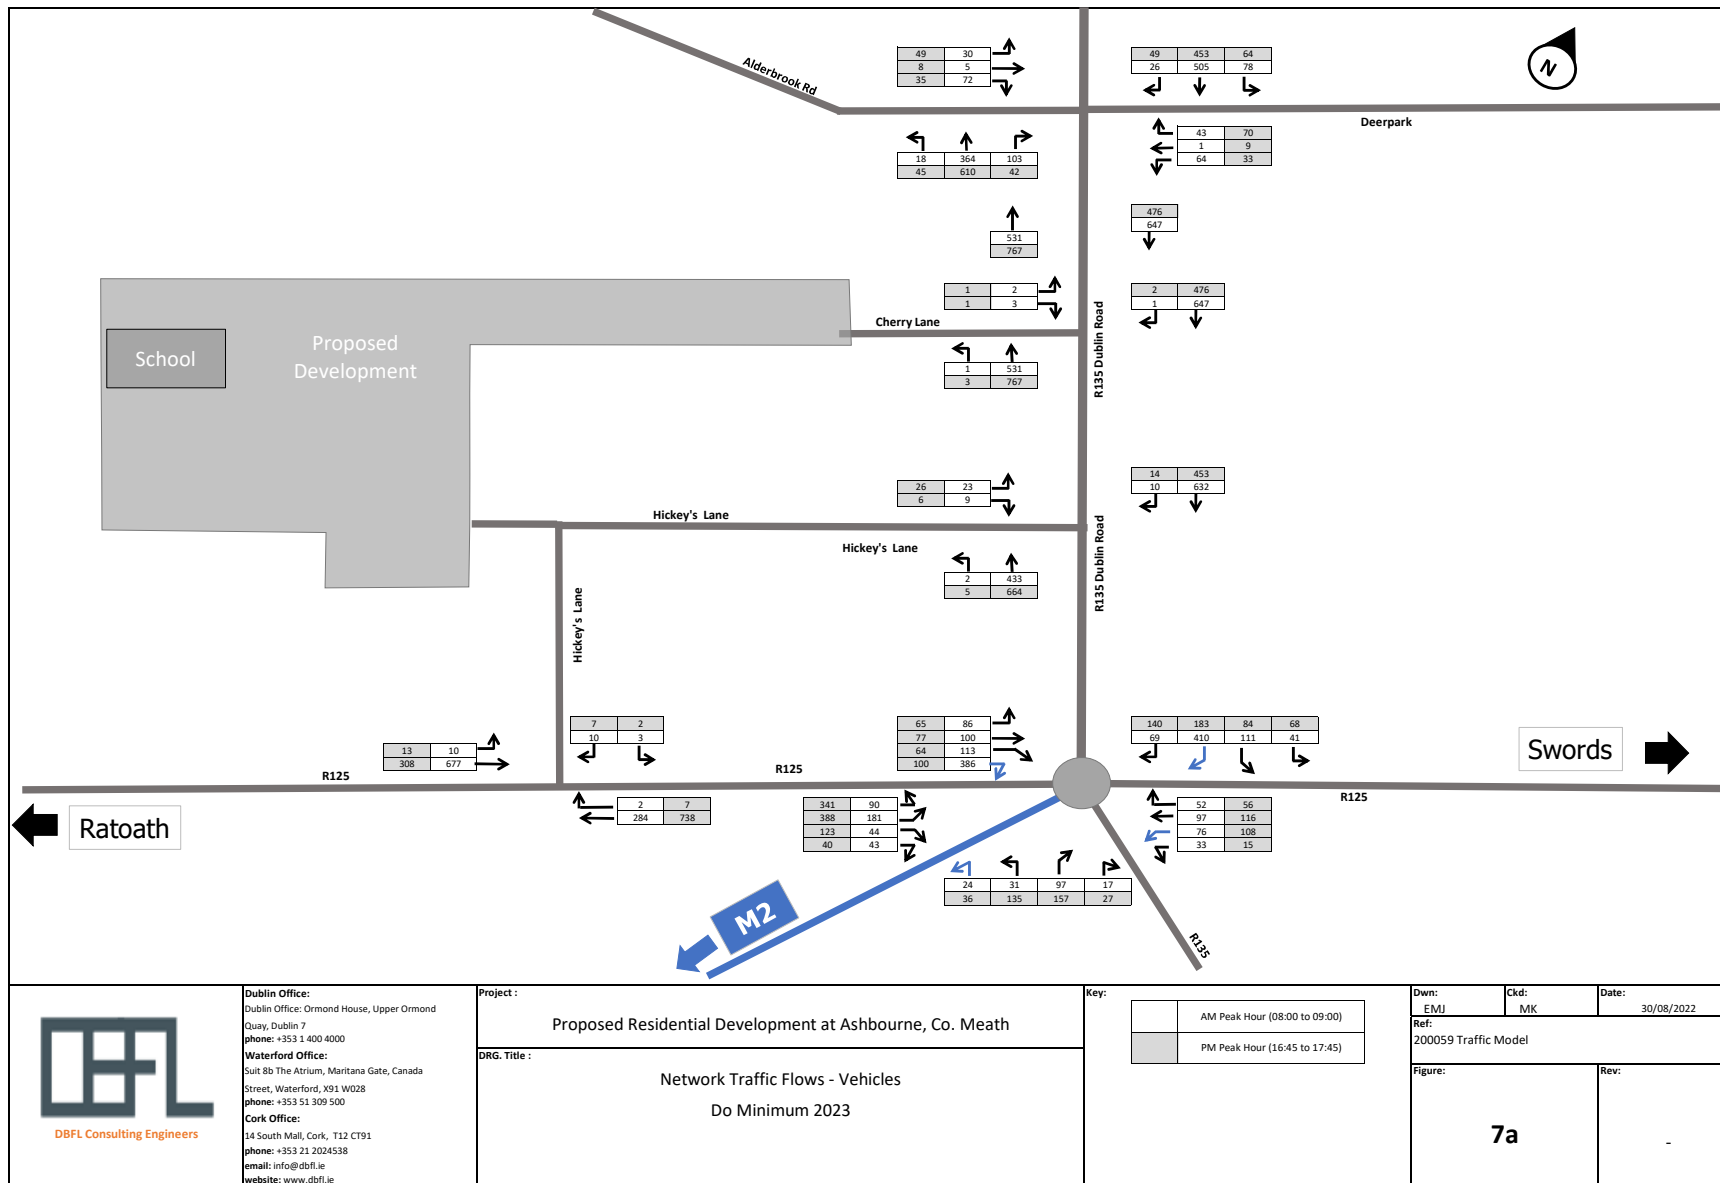 Alderbrook Rd
49 30
8 5
35 72
49 453 64
26 505 78
N
Deerpark
18 364 103
45 610 42
43 70
1 9
64 33
531
767
476
647
1 2
1 3
2 476
1 647
Cherry Lane
R135 Dublin Road
School
Proposed
Development
1 531
3 767
26 23
6 9
14 453
10 632
Hickey's Lane
Hickey's Lane
R135 Dublin Road
2 433
5 664
Hickey's Lane
13 10
308 677
7 2
10 3
65 86
77 100
64 113
100 386
140 183 84 68
69 410 111 41
Swords
R125
R125
R125
Ratoath
2 7
284 738
341 90
388 181
123 44
40 43
52 56
97 116
76 108
33 15
24 31 97 17
36 135 157 27
M2
R135
DBFL Consulting Engineers
Dublin Office:
Dublin Office: Ormond House, Upper Ormond
Quay, Dublin 7
phone: +353 1 400 4000
Waterford Office:
Suit 8b The Atrium, Maritana Gate, Canada
Street, Waterford, X91 W028
phone: +353 51 309 500
Cork Office:
14 South Mall, Cork, T12 CT91
phone: +353 21 2024538
email: info@dbfl.ie
website: www.dbfl.ie
Project :
Proposed Residential Development at Ashbourne, Co. Meath
DRG. Title :
Network Traffic Flows - Vehicles
Do Minimum 2023
Key:
AM Peak Hour (08:00 to 09:00)
PM Peak Hour (16:45 to 17:45)
Dwn: Ckd: Date:
EMJ MK 30/08/2022
Ref:
200059 Traffic Model
Figure: Rev:
7a -